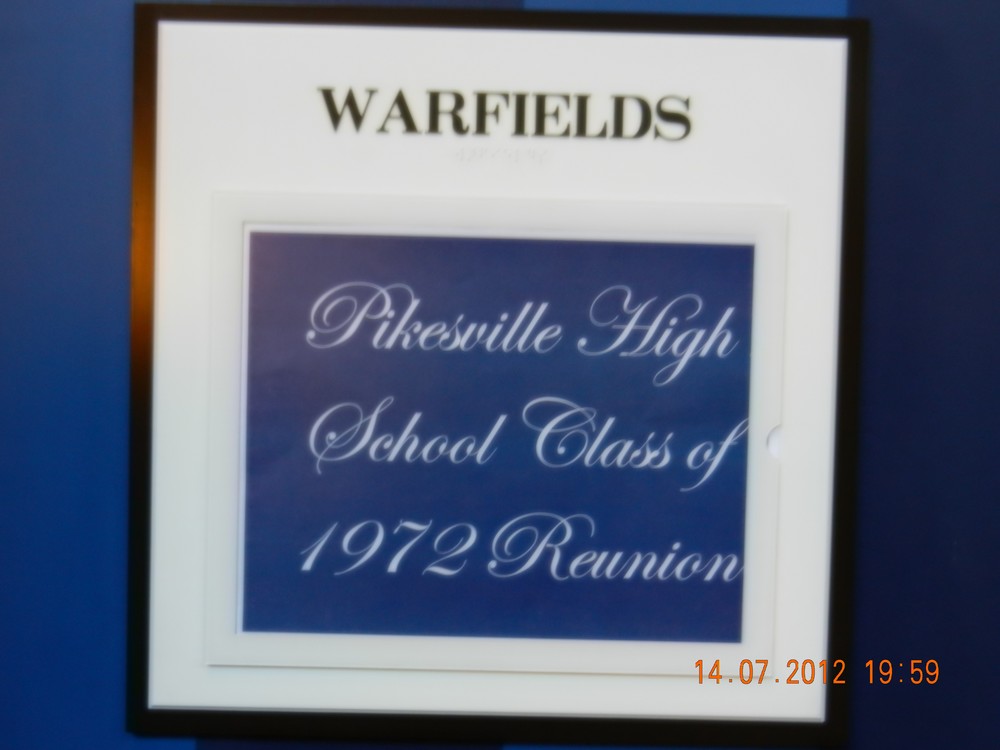 WARFIELDS
Pikesville High
School Class of
1972 Reunion
14.07.2012 19:59